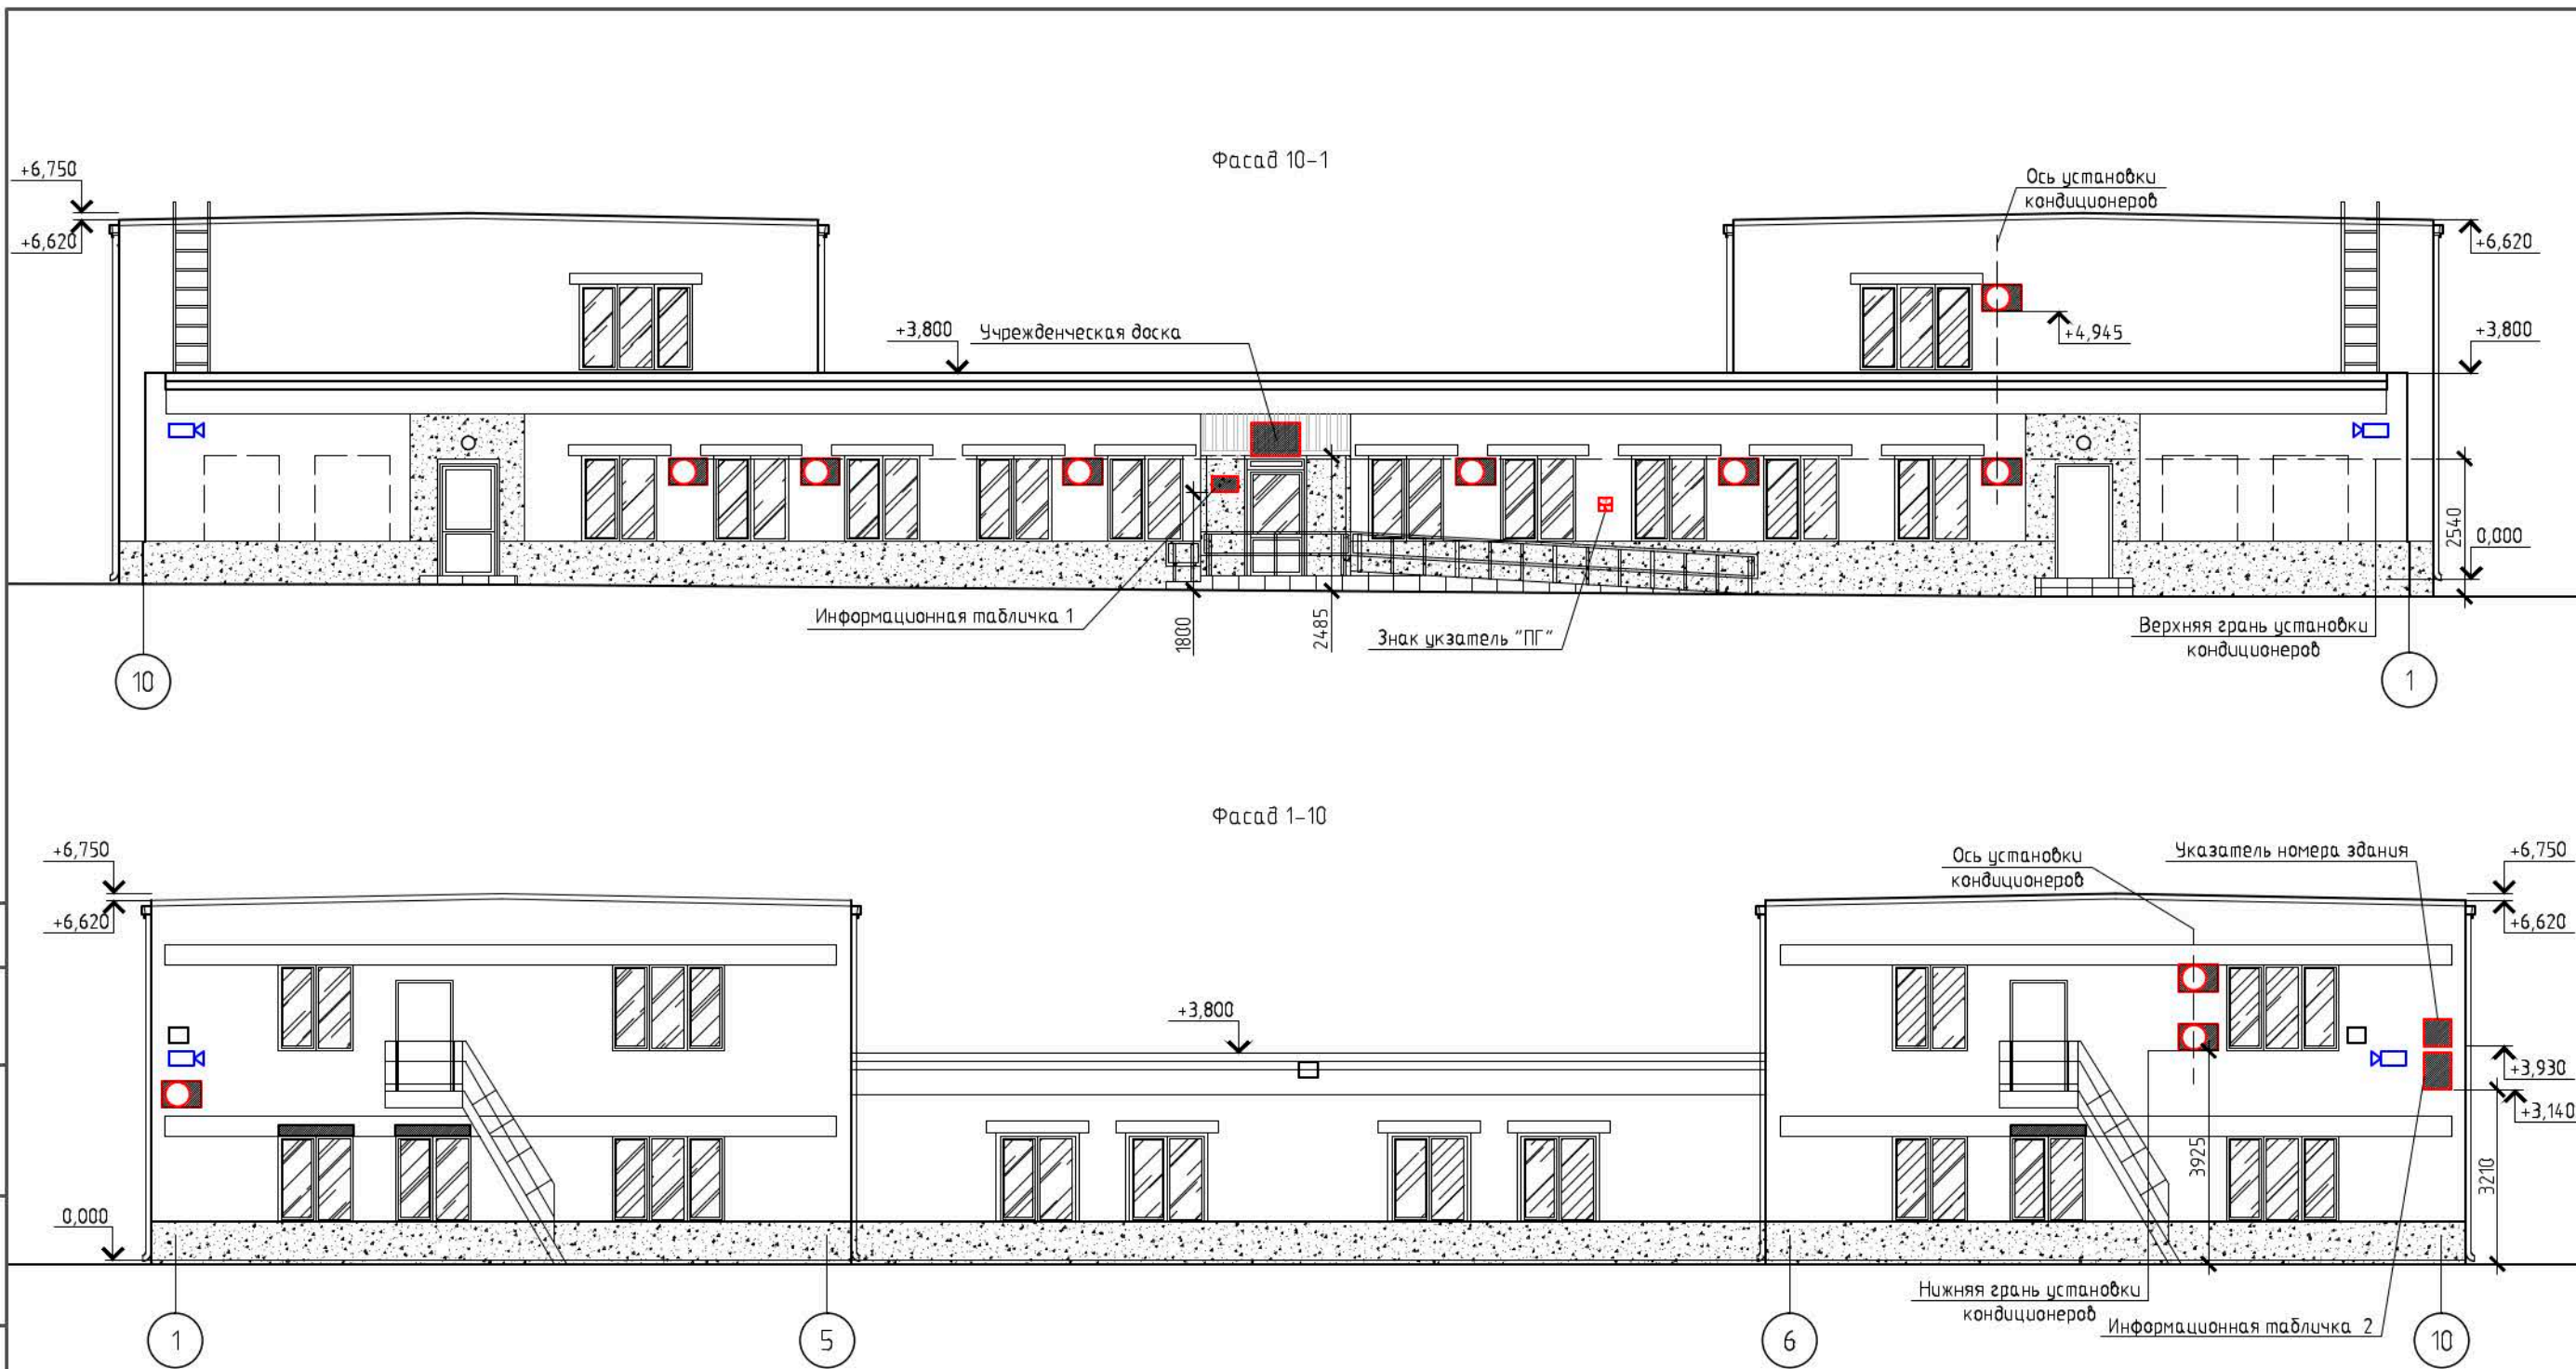 Фасад 10-1
+6,750
+6,620
Ось установки
кондиционеров
+6,620
+3,800
Учрежденческая доска
+4,945
+3,800
2540
0,000
Информационная табличка 1
1800
2485
Знак укзатель "ПГ"
Верхняя грань установки
кондиционеров
10
1
Фасад 1-10
+6,750
+6,620
Ось установки
кондиционеров
Указатель номера здания
+6,750
+6,620
+3,800
+3,930
+3,140
3925
3210
0,000
Нижняя грань установки
кондиционеров
Информационная табличка 2
1
5
6
10